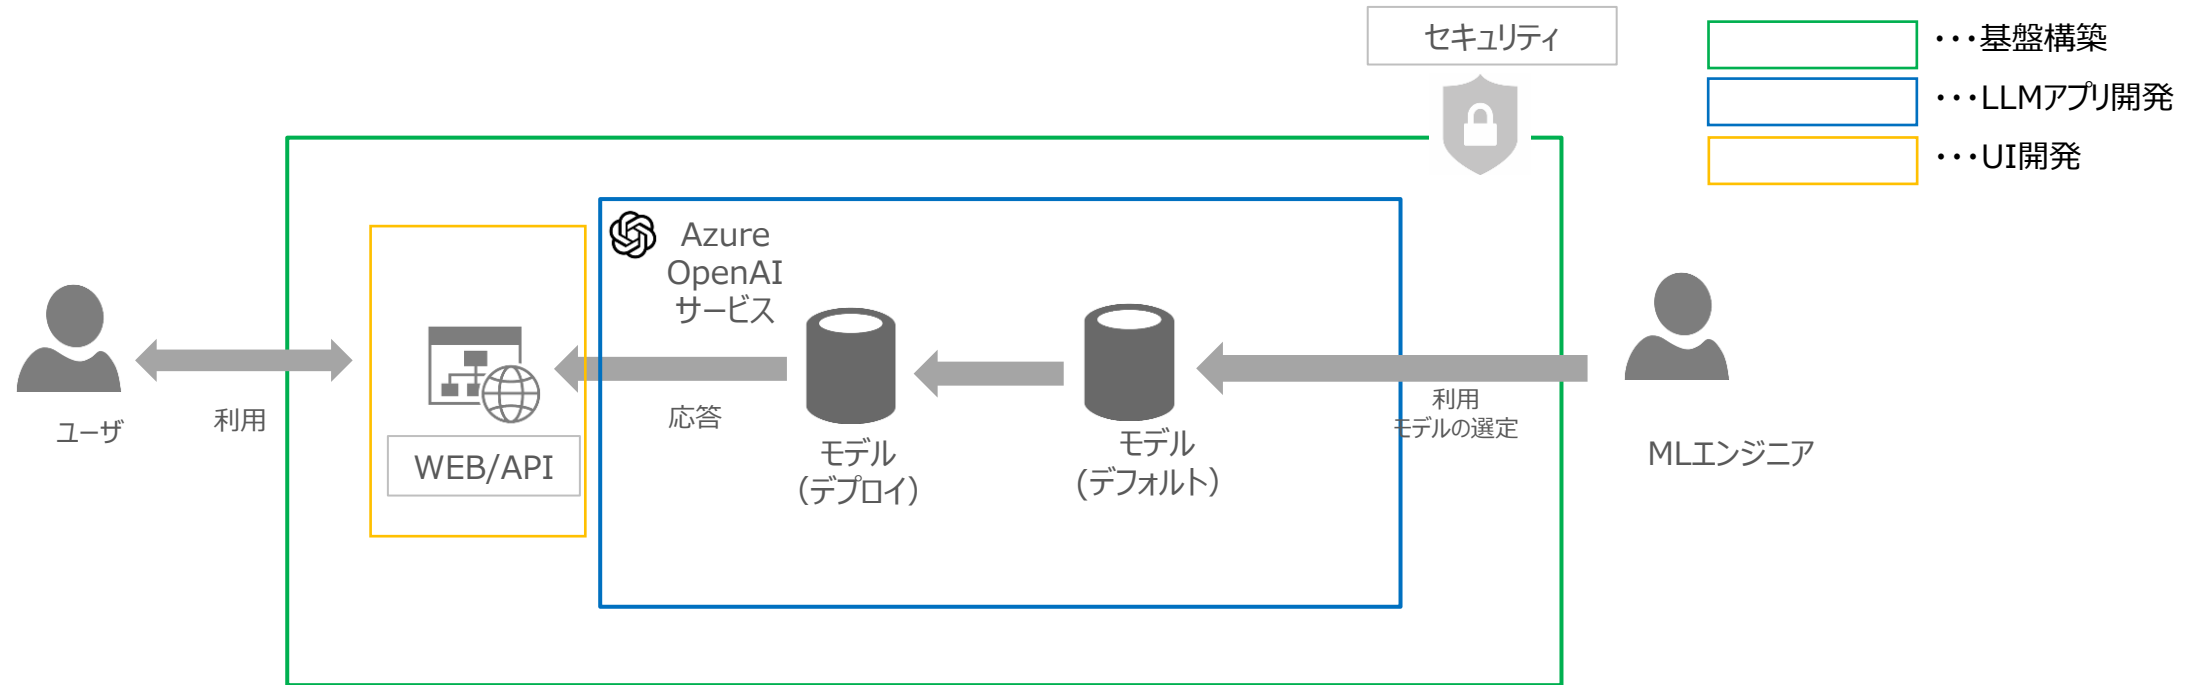 セキュリティ
・・・基盤構築
・・・LLMアプリ開発
・・・UI開発
Azure
OpenAI
サービス
ユーザ
利用
WEB/API
応答
モデル
（デプロイ）
モデル
（デフォルト）
利用
モデルの選定
MLエンジニア